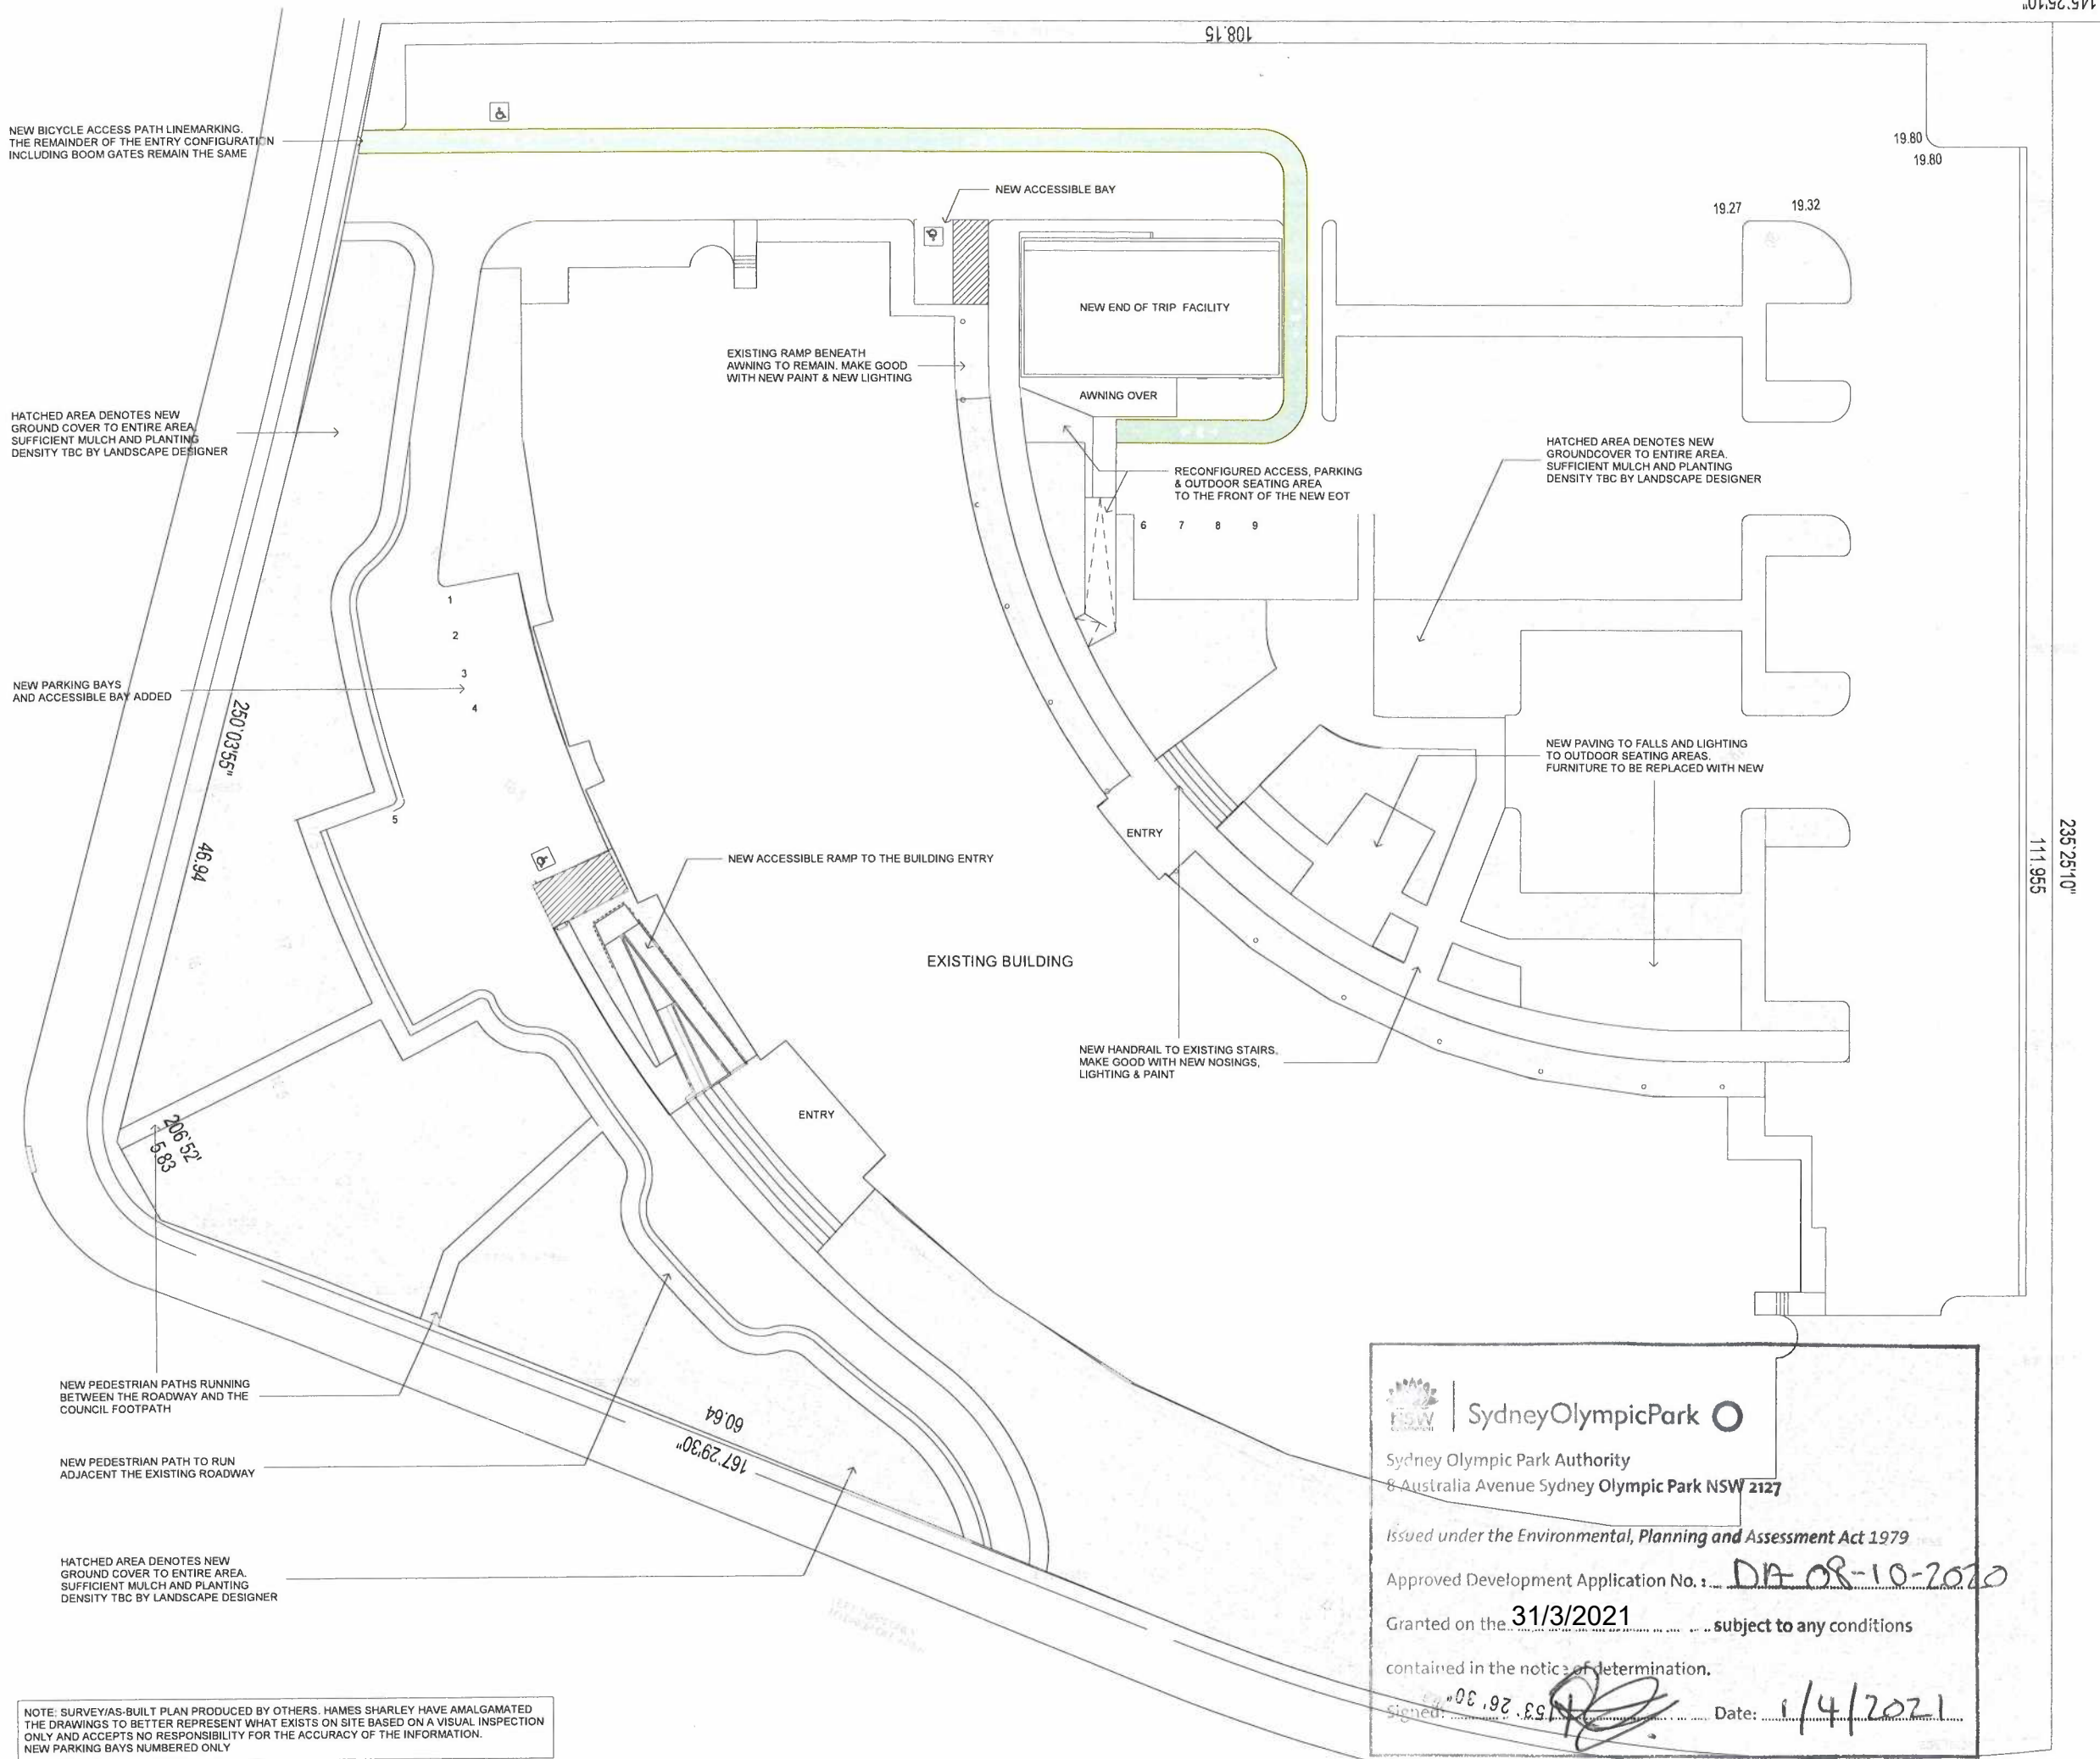 145°25'10"
108.15
NEW BICYCLE ACCESS PATH LINEMARKING.
THE REMAINDER OF THE ENTRY CONFIGURATION
INCLUDING BOOM GATES REMAIN THE SAME
19.80
19.80
NEW ACCESSIBLE BAY
19.27
19.32
NEW END OF TRIP FACILITY
EXISTING RAMP BENEATH
AWNING TO REMAIN. MAKE GOOD
WITH NEW PAINT & NEW LIGHTING
AWNING OVER
HATCHED AREA DENOTES NEW
GROUND COVER TO ENTIRE AREA.
SUFFICIENT MULCH AND PLANTING
DENSITY TBC BY LANDSCAPE DESIGNER
HATCHED AREA DENOTES NEW
GROUNDCOVER TO ENTIRE AREA.
SUFFICIENT MULCH AND PLANTING
DENSITY TBC BY LANDSCAPE DESIGNER
RECONFIGURED ACCESS, PARKING
& OUTDOOR SEATING AREA
TO THE FRONT OF THE NEW EOT
6 7 8 9
1
2
3
4
NEW PARKING BAYS
AND ACCESSIBLE BAY ADDED
250°03'55"
46.94
5
NEW PAVING TO FALLS AND LIGHTING
TO OUTDOOR SEATING AREAS.
FURNITURE TO BE REPLACED WITH NEW
ENTRY
235°25'10"
111.955
NEW ACCESSIBLE RAMP TO THE BUILDING ENTRY
EXISTING BUILDING
NEW HANDRAIL TO EXISTING STAIRS,
MAKE GOOD WITH NEW NOSINGS,
LIGHTING & PAINT
ENTRY
206°52'
5.83
NEW PEDESTRIAN PATHS RUNNING
BETWEEN THE ROADWAY AND THE
COUNCIL FOOTPATH
60.64
167°29'30"
NEW PEDESTRIAN PATH TO RUN
ADJACENT THE EXISTING ROADWAY
HATCHED AREA DENOTES NEW
GROUND COVER TO ENTIRE AREA.
SUFFICIENT MULCH AND PLANTING
DENSITY TBC BY LANDSCAPE DESIGNER
NSW
SydneyOlympicPark
Sydney Olympic Park Authority
8 Australia Avenue Sydney Olympic Park NSW 2127
Issued under the Environmental, Planning and Assessment Act 1979
Approved Development Application No.: DA 08-10-2020
Granted on the 31/3/2021 subject to any conditions
contained in the notice of determination.
Signed: Date: 1/4/2021
153°26'30"
NOTE: SURVEY/AS-BUILT PLAN PRODUCED BY OTHERS. HAMES SHARLEY HAVE AMALGAMATED
THE DRAWINGS TO BETTER REPRESENT WHAT EXISTS ON SITE BASED ON A VISUAL INSPECTION
ONLY AND ACCEPTS NO RESPONSIBILITY FOR THE ACCURACY OF THE INFORMATION.
NEW PARKING BAYS NUMBERED ONLY